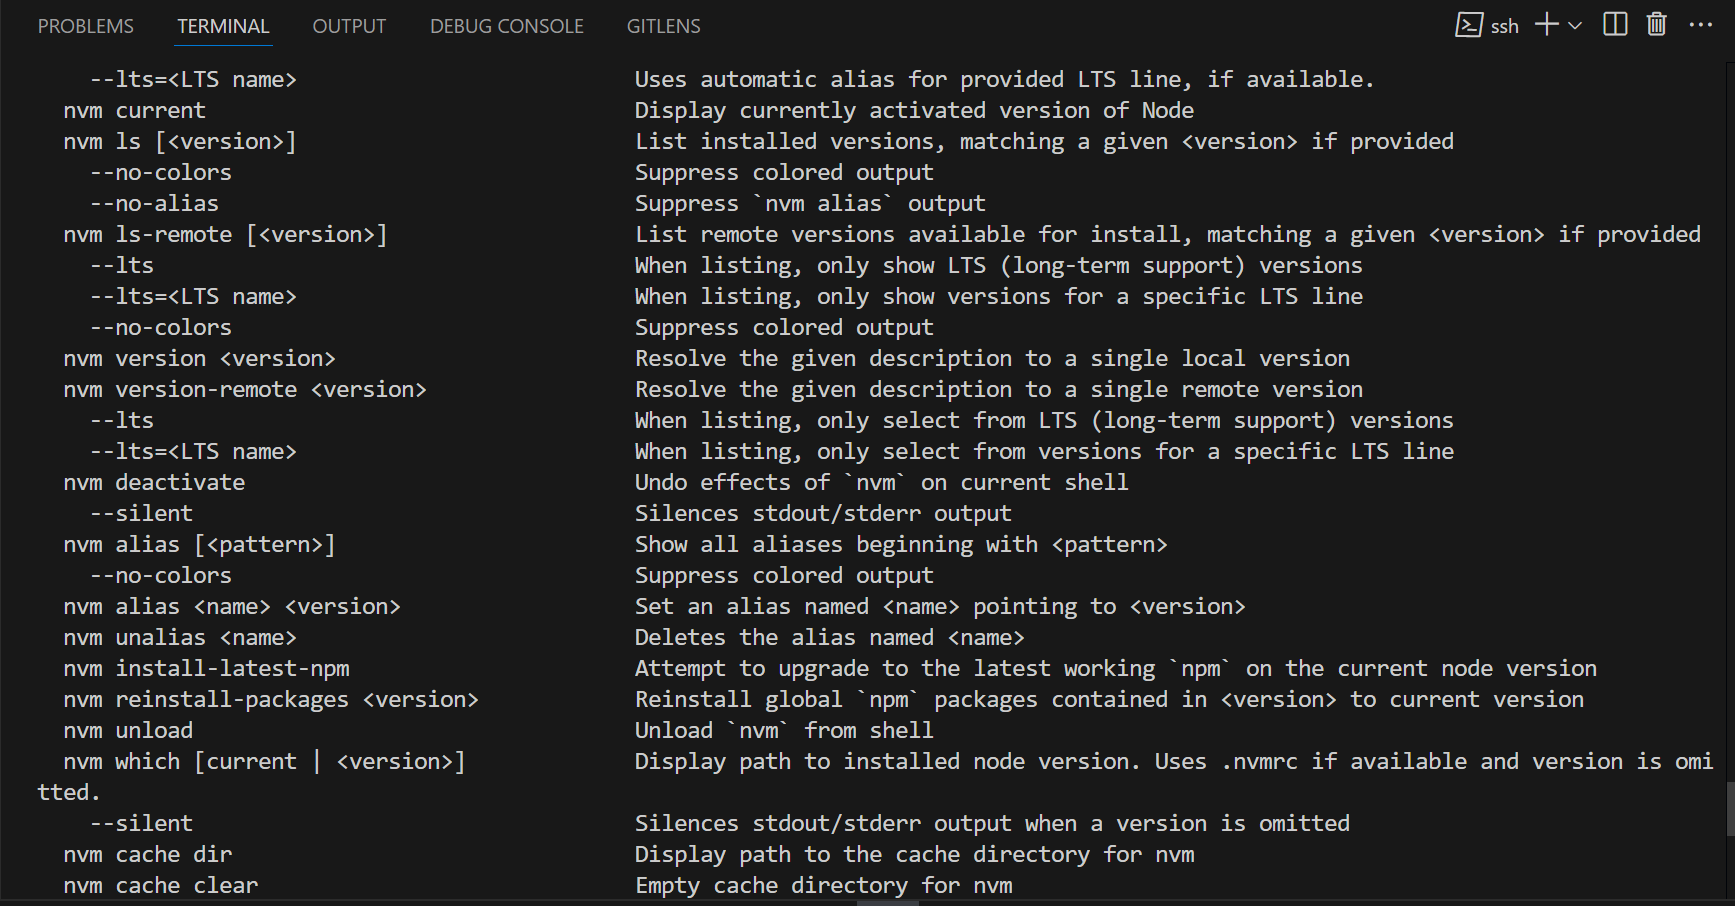 PROBLEMS TERMINAL OUTPUT DEBUG CONSOLE GITLENS ssh
--lts=<LTS name> Uses automatic alias for provided LTS line, if available.
nvm current Display currently activated version of Node
nvm ls [<version>] List installed versions, matching a given <version> if provided
--no-colors Suppress colored output
--no-alias Suppress `nvm alias` output
nvm ls-remote [<version>] List remote versions available for install, matching a given <version> if provided
--lts When listing, only show LTS (long-term support) versions
--lts=<LTS name> When listing, only show versions for a specific LTS line
--no-colors Suppress colored output
nvm version <version> Resolve the given description to a single local version
nvm version-remote <version> Resolve the given description to a single remote version
--lts When listing, only select from LTS (long-term support) versions
--lts=<LTS name> When listing, only select from versions for a specific LTS line
nvm deactivate Undo effects of `nvm` on current shell
--silent Silences stdout/stderr output
nvm alias [<pattern>] Show all aliases beginning with <pattern>
--no-colors Suppress colored output
nvm alias <name> <version> Set an alias named <name> pointing to <version>
nvm unalias <name> Deletes the alias named <name>
nvm install-latest-npm Attempt to upgrade to the latest working `npm` on the current node version
nvm reinstall-packages <version> Reinstall global `npm` packages contained in <version> to current version
nvm unload Unload `nvm` from shell
nvm which [current | <version>] Display path to installed node version. Uses .nvmrc if available and version is omi
tted.
--silent Silences stdout/stderr output when a version is omitted
nvm cache dir Display path to the cache directory for nvm
nvm cache clear Empty cache directory for nvm